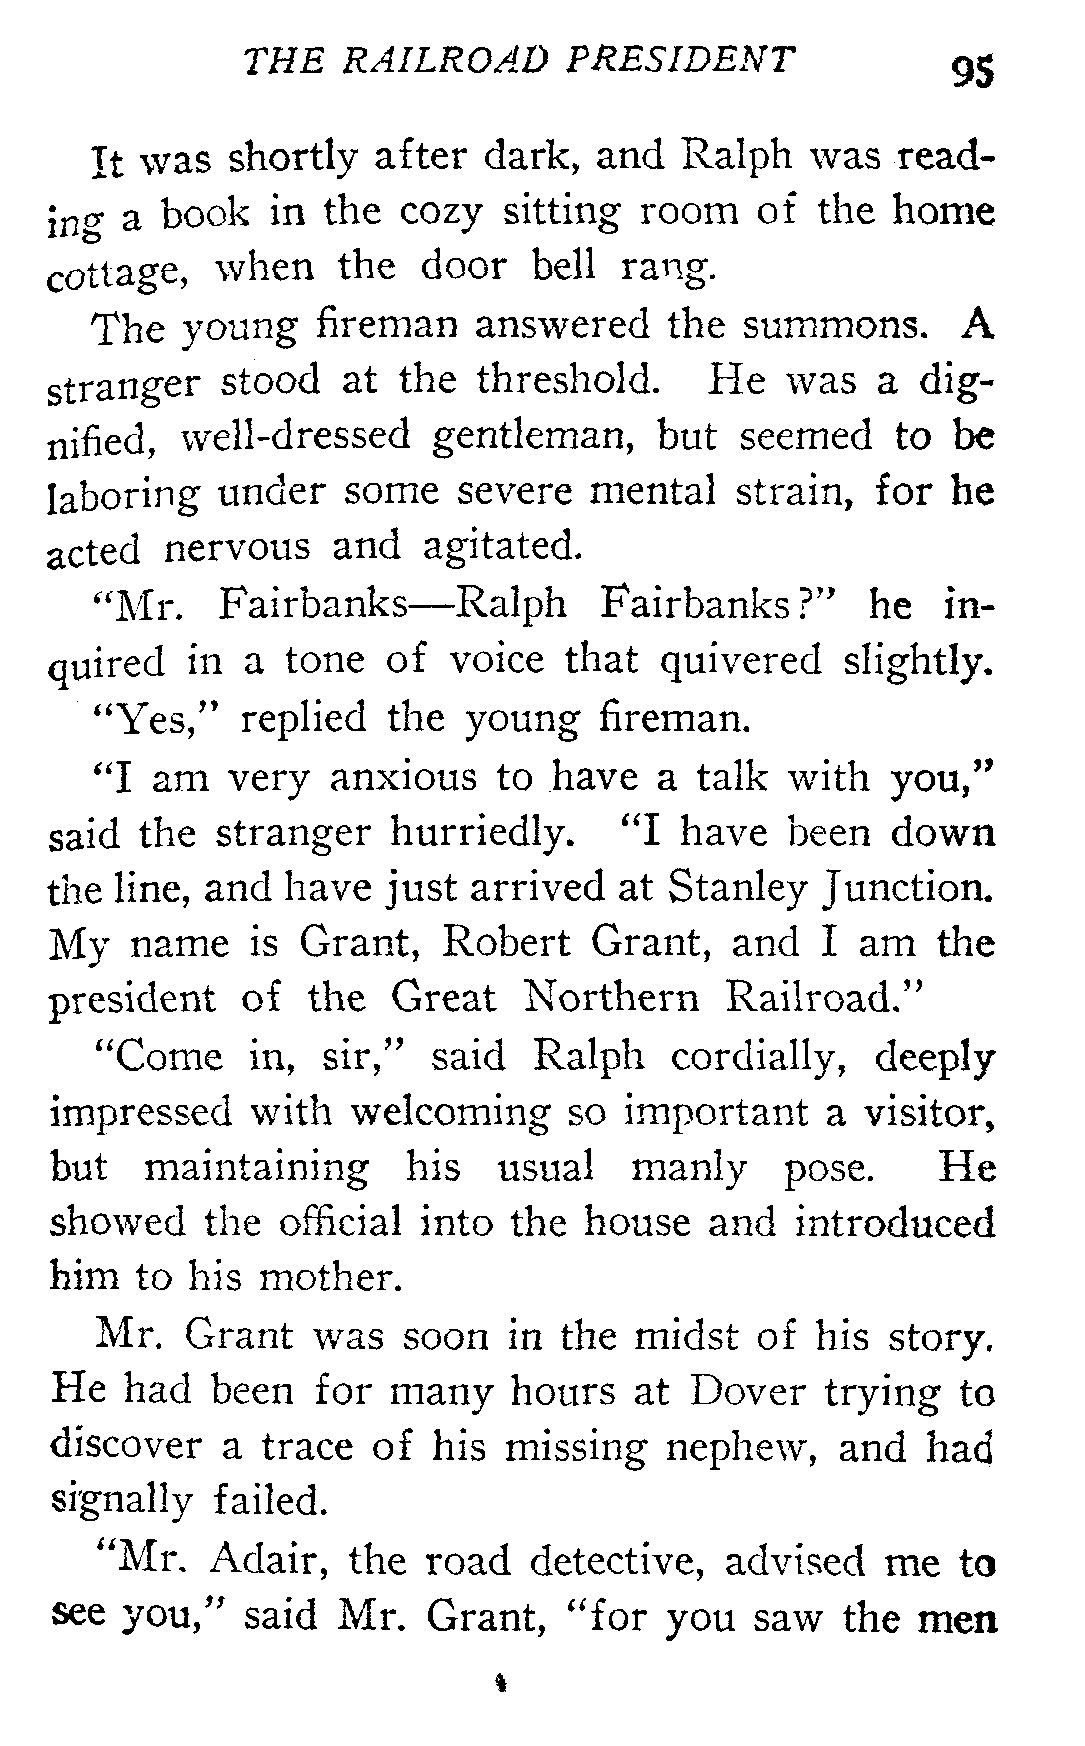 THE RAILROAD PRESIDENT 95
It was shortly after dark, and Ralph was read-
ing a book in the cozy sitting room of the home
cottage, when the door bell rang.
The young fireman answered the summons. A
stranger stood at the threshold. He was a dig-
nified, well-dressed gentleman, but seemed to be
laboring under some severe mental strain, for he
acted nervous and agitated.
"Mr. Fairbanks—Ralph Fairbanks?" he in-
quired in a tone of voice that quivered slightly.
"Yes," replied the young fireman.
"I am very anxious to have a talk with you,"
said the stranger hurriedly. "I have been down
the line, and have just arrived at Stanley Junction.
My name is Grant, Robert Grant, and I am the
president of the Great Northern Railroad."
"Come in, sir," said Ralph cordially, deeply
impressed with welcoming so important a visitor,
but maintaining his usual manly pose. He
showed the official into the house and introduced
him to his mother.
Mr. Grant was soon in the midst of his story.
He had been for many hours at Dover trying to
discover a trace of his missing nephew, and had
signally failed.
"Mr. Adair, the road detective, advised me to
see you," said Mr. Grant, "for you saw the men